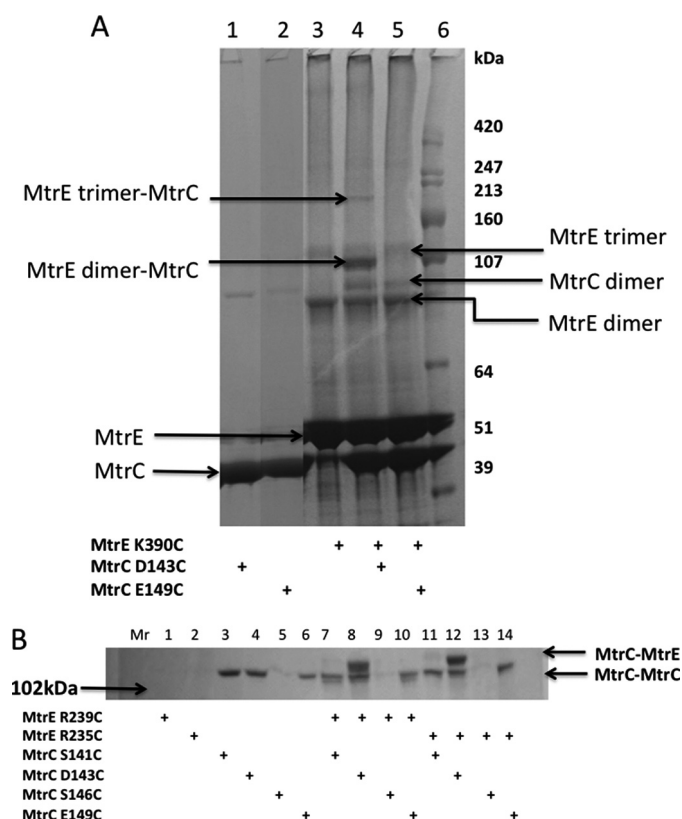 A
1 2 3 4 5 6
kDa
420
247
MtrE trimer-MtrC
213
160
MtrE trimer
MtrE dimer-MtrC
107
MtrC dimer
MtrE dimer
64
MtrE
51
MtrC
39
MtrE K390C + + +
MtrC D143C + +
MtrC E149C + +
B
Mr 1 2 3 4 5 6 7 8 9 10 11 12 13 14
MtrC-MtrE
MtrC-MtrC
102kDa
MtrE R239C + + + + +
MtrE R235C + + + + +
MtrC S141C + + +
MtrC D143C + + +
MtrC S146C + + +
MtrC E149C + + +